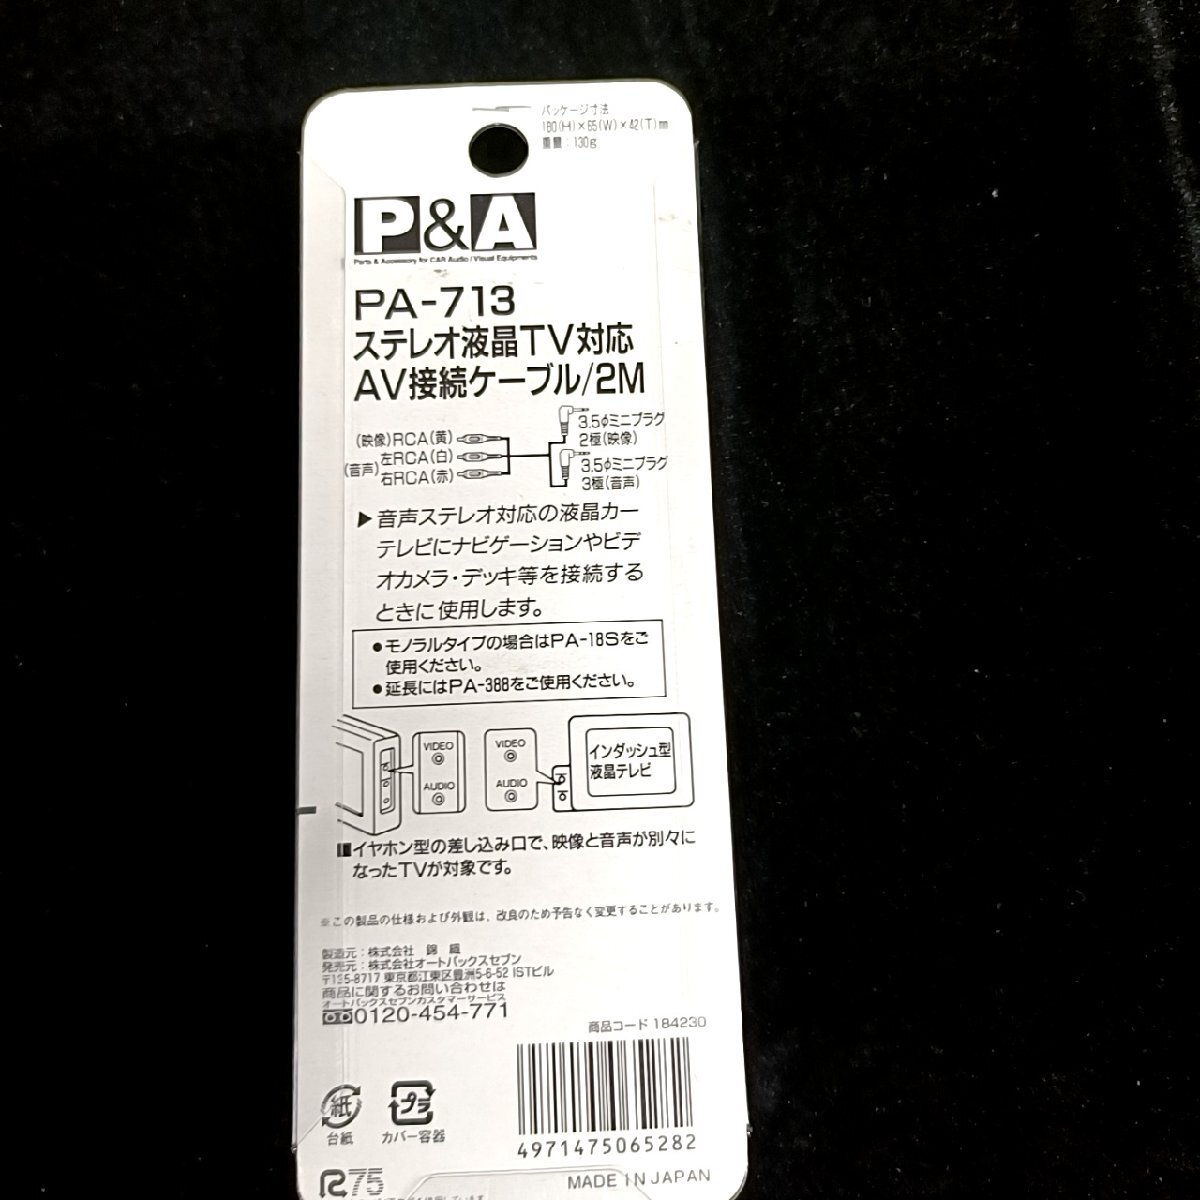 パッケージ寸法
180(H)×65(W)×42(T)mm
重量:130g
P&A
Parts & Accessory for CAR Audio / Visual Equipments
PA-713
ステレオ液晶TV対応
AV接続ケーブル/2M
(映像)RCA(黄)
左RCA(白)
(音声)
右RCA(赤)
3.5φミニプラグ
2極(映像)
3.5φミニプラグ
3極(音声)
▶音声ステレオ対応の液晶カー
テレビにナビゲーションやビデ
オカメラ・デッキ等を接続する
ときに使用します。
●モノラルタイプの場合はPA-18Sをご
使用ください。
●延長にはPA-388をご使用ください。
VIDEO
AUDIO
VIDEO
AUDIO
インダッシュ型
液晶テレビ
■イヤホン型の差し込み口で、映像と音声が別々に
なったTVが対象です。
※この製品の仕様および外観は、改良のため予告なく変更することがあります。
製造元:株式会社 錦織
発売元:株式会社オートバックスセブン
〒135-8717 東京都江東区豊洲5-6-52 ISTビル
商品に関するお問い合わせは
オートバックスセブンカスタマーサービス
0120-454-771
商品コード 184230
紙
台紙
プラ
カバー容器
4971475065282
R75
MADE IN JAPAN